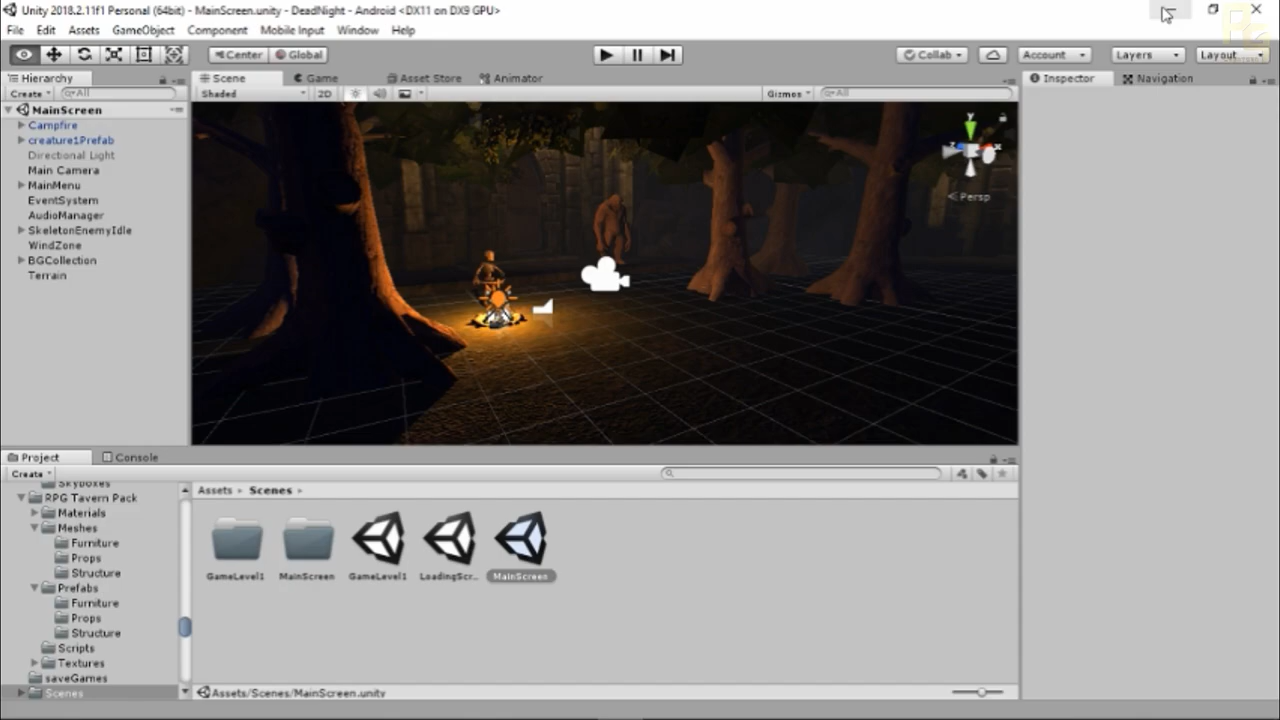 Unity 2018.2.11f1 Personal (64bit) - MainScreen.unity - DeadNight - Android <DX11 on DX9 GPU>
File Edit Assets GameObject Component Mobile Input Window Help
Center Global Collab Account Layers Layout
Hierarchy Scene Game Asset Store Animator Inspector Navigation
Create All Shaded 2D Gizmos All
MainScreen
Campfire
creature1Prefab
Directional Light
Main Camera
MainMenu
EventSystem
AudioManager
SkeletonEnemyIdle
WindZone
BGCollection
Terrain
y
x
z
Persp
Project Console
Create
Skyboxes
RPG Tavern Pack
Materials
Meshes
Furniture
Props
Structure
Prefabs
Furniture
Props
Structure
Scripts
Textures
saveGames
Scenes
Assets Scenes
GameLevel1 MainScreen GameLevel1 LoadingScr... MainScreen
Assets/Scenes/MainScreen.unity